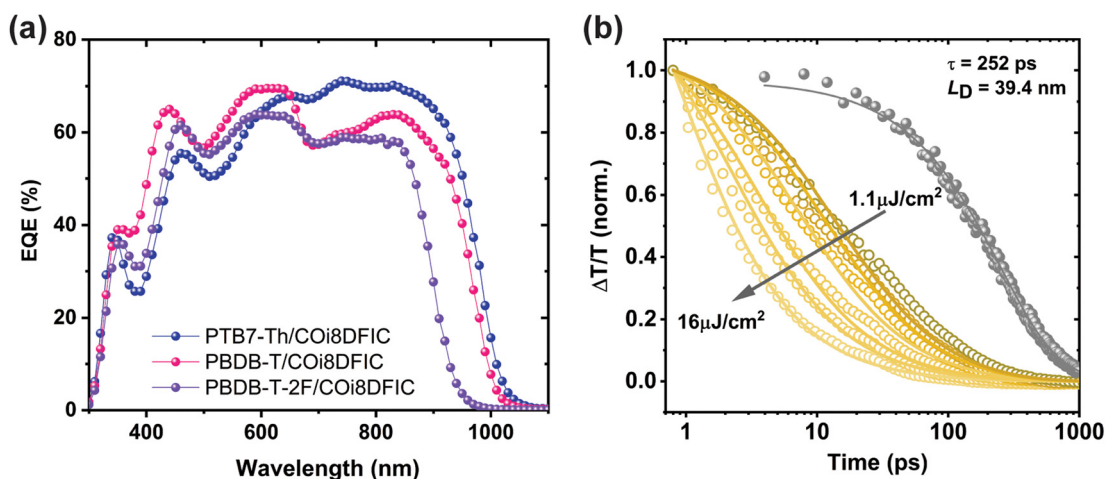 (a)
80
60
40
20
0
EQE (%)
PTB7-Th/COi8DFIC
PBDB-T/COi8DFIC
PBDB-T-2F/COi8DFIC
400
600
800
1000
Wavelength (nm)
(b)
1.0
0.8
0.6
0.4
0.2
0.0
ΔT/T (norm.)
τ = 252 ps
L_D = 39.4 nm
1.1μJ/cm²
16μJ/cm²
1
10
100
1000
Time (ps)